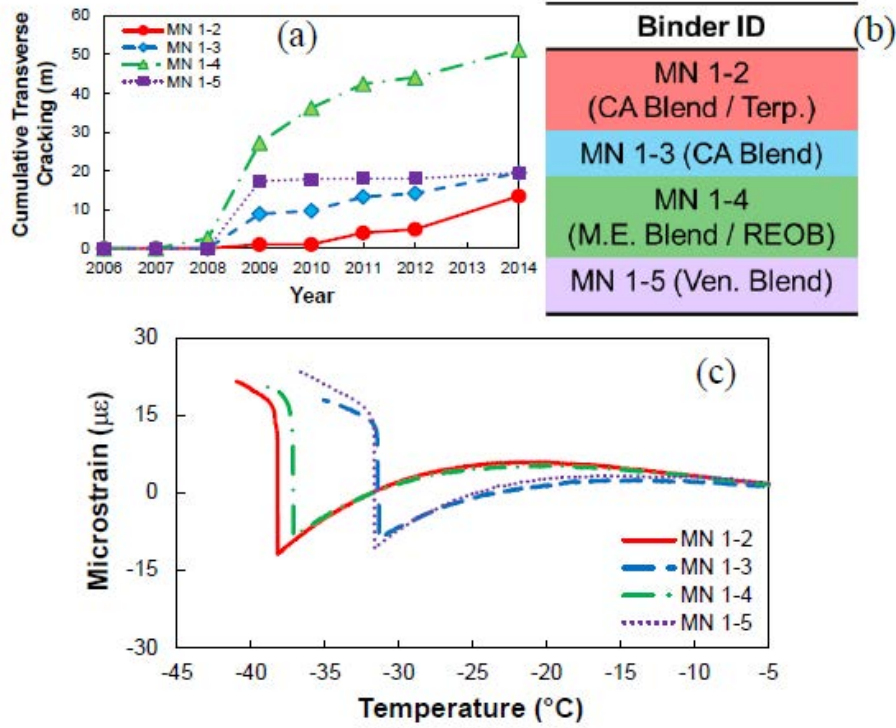 60
50
40
30
20
10
0
Cumulative Transverse
Cracking (m)
MN 1-2
MN 1-3
MN 1-4
MN 1-5
(a)
2006 2007 2008 2009 2010 2011 2012 2013 2014
Year
Binder ID
(b)
MN 1-2
(CA Blend / Terp.)
MN 1-3 (CA Blend)
MN 1-4
(M.E. Blend / REOB)
MN 1-5 (Ven. Blend)
30
15
0
-15
-30
Microstrain (με)
(c)
MN 1-2
MN 1-3
MN 1-4
MN 1-5
-45 -40 -35 -30 -25 -20 -15 -10 -5
Temperature (°C)